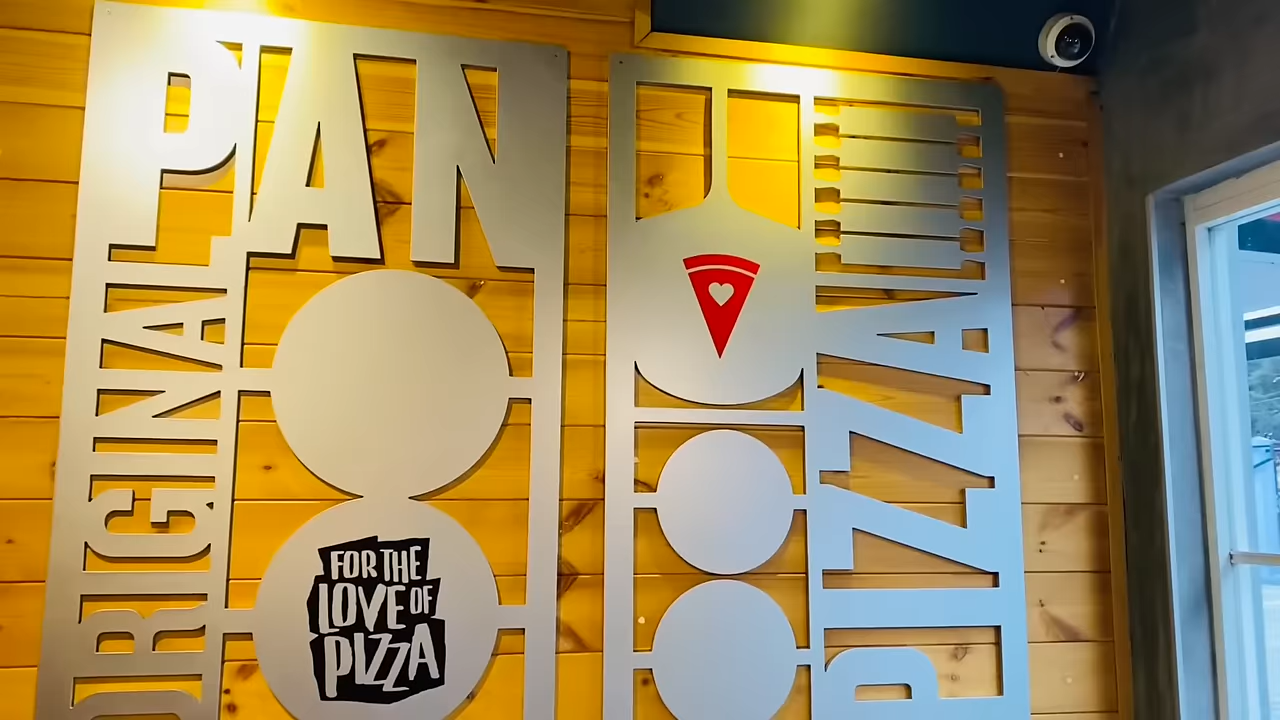 PAN
ORIGINAL
FOR THE
LOVE OF
PIZZA
PIZZA